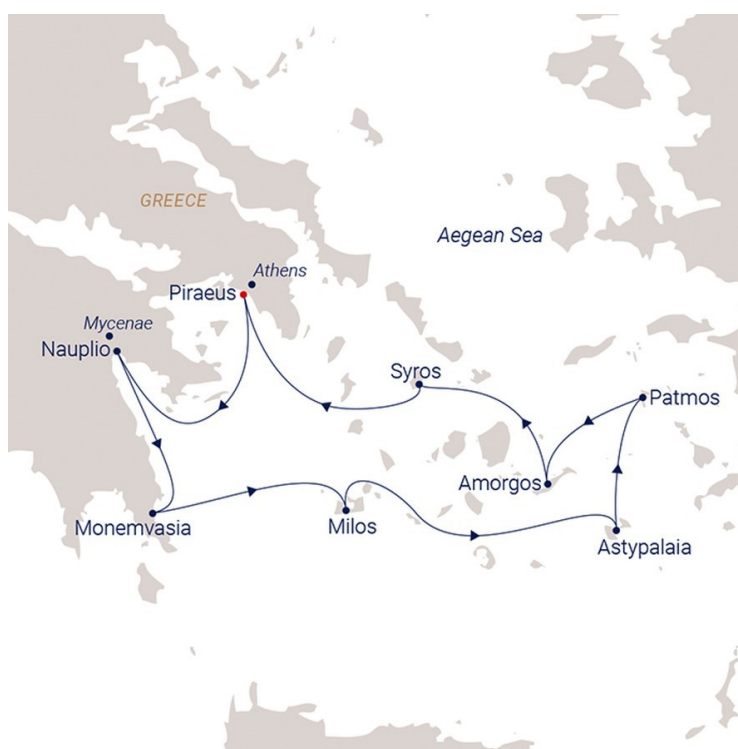 GREECE
Aegean Sea
Athens
Piraeus
Mycenae
Nauplio
Syros
Patmos
Amorgos
Monemvasia
Milos
Astypalaia